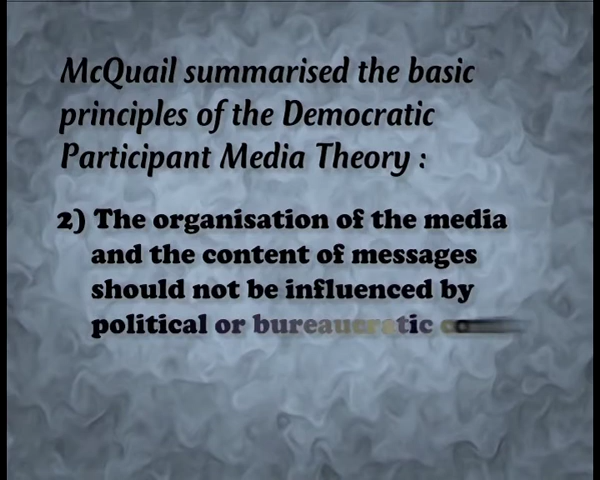 McQuail summarised the basic
principles of the Democratic
Participant Media Theory :
2) The organisation of the media
and the content of messages
should not be influenced by
political or bureaucratic